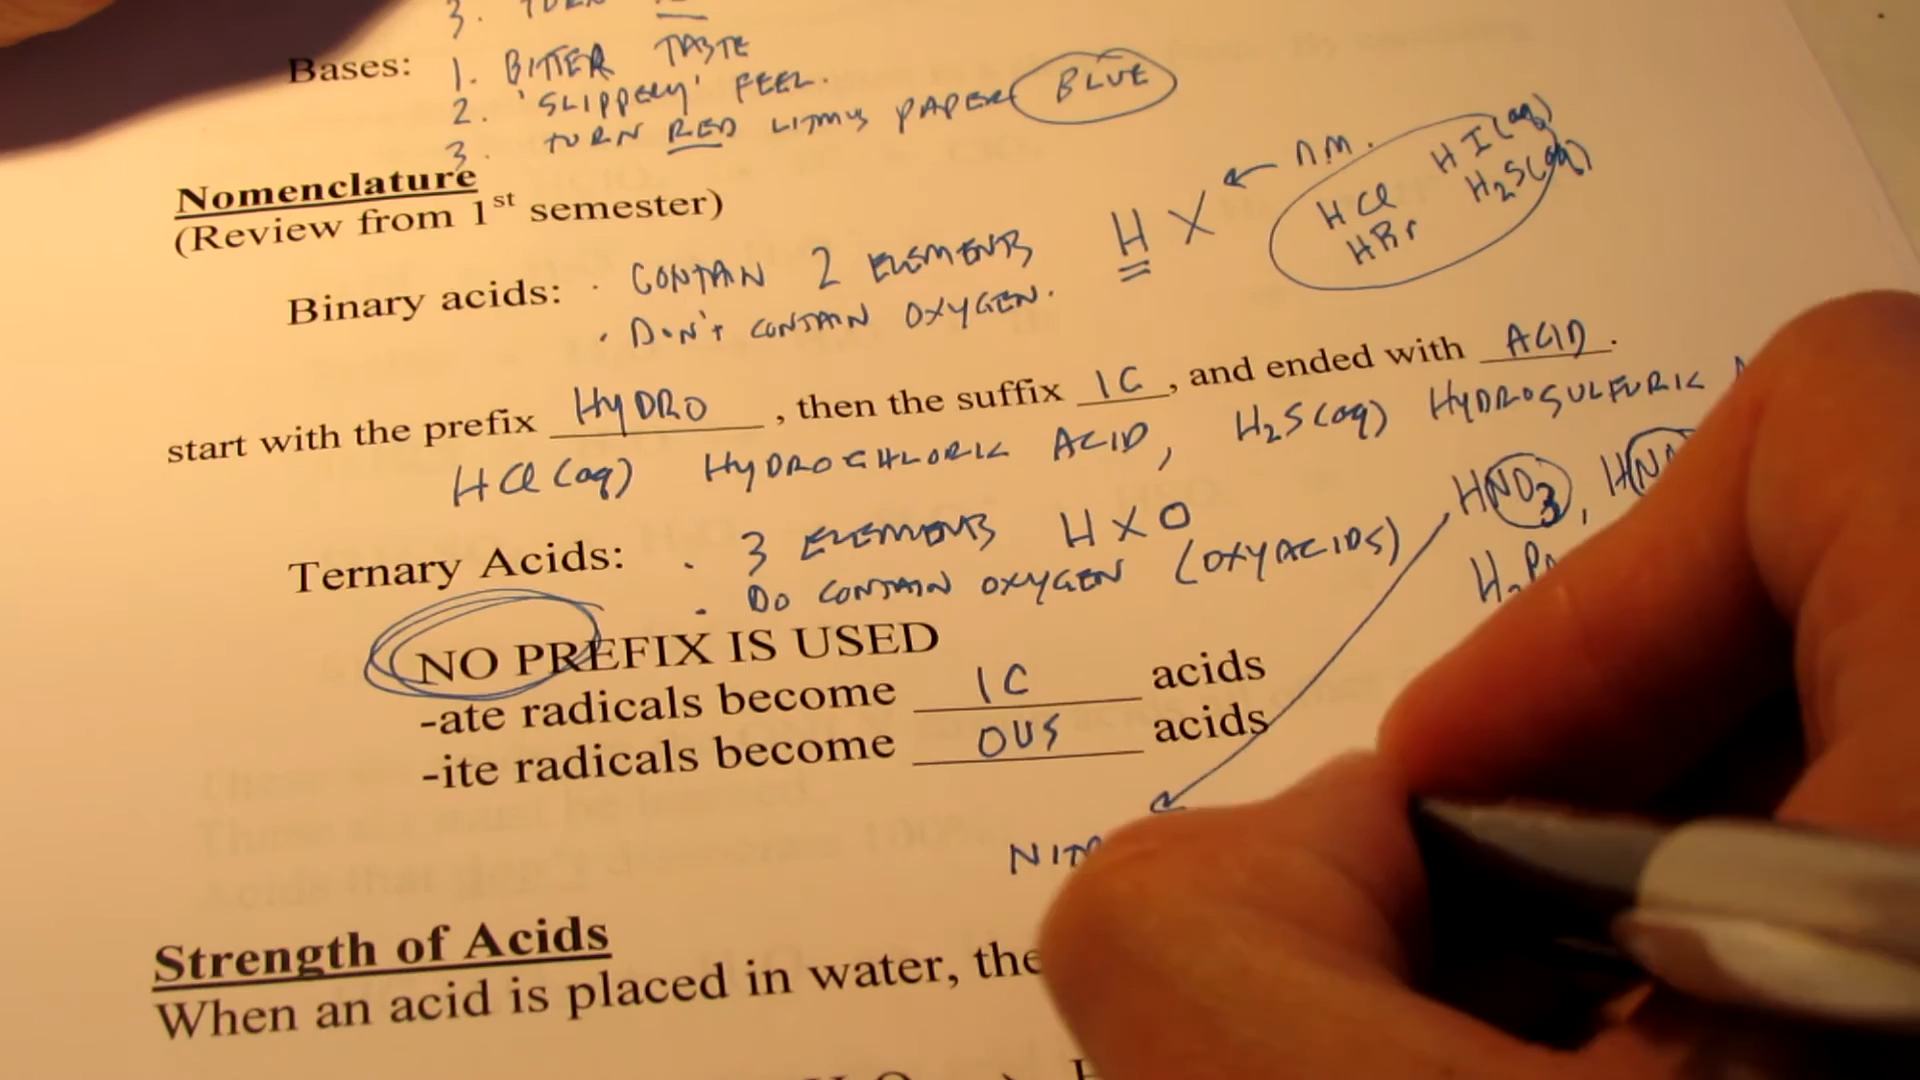 3. TURN
Bases: 1. BITTER TASTE
2. 'SLIPPERY' FEEL.
3. TURN RED LITMUS PAPER BLUE
Nomenclature
(Review from 1st semester)
H X ← n.m.
HCl HI(aq)
HBr H2S(aq)
Binary acids: · CONTAIN 2 ELEMENTS
· DON'T CONTAIN OXYGEN.
start with the prefix HYDRO, then the suffix IC, and ended with ACID.
HCl(aq) HYDROCHLORIC ACID, H2S(aq) HYDROSULFURIC
Ternary Acids: · 3 ELEMENTS HXO
· DO CONTAIN OXYGEN (OXYACIDS)
HNO3,
NO PREFIX IS USED
-ate radicals become IC acids
-ite radicals become OUS acids
Strength of Acids
When an acid is placed in water, the